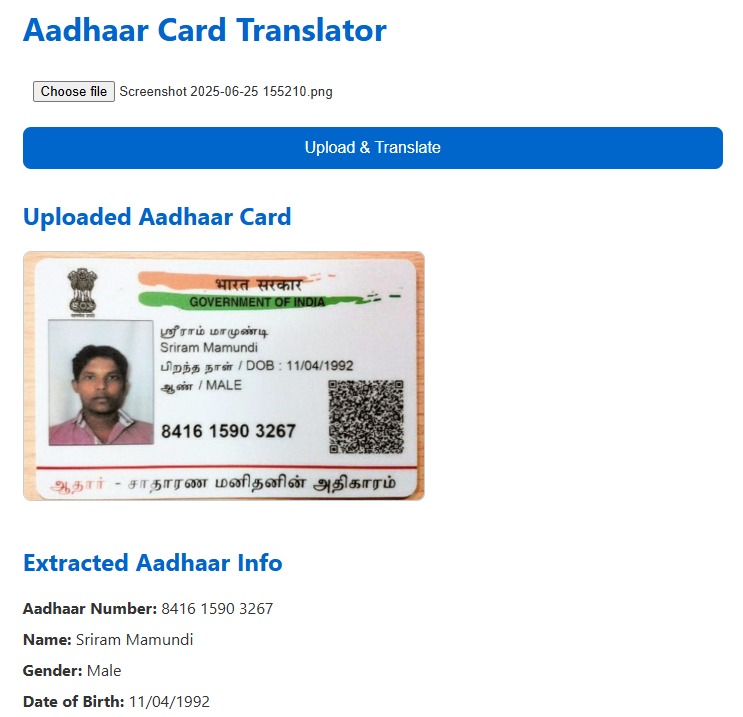 Aadhaar Card Translator
Choose file Screenshot 2025-06-25 155210.png
Upload & Translate
Uploaded Aadhaar Card
भारत सरकार
GOVERNMENT OF INDIA
ஸ்ரீராம் மாமுண்டி
Sriram Mamundi
பிறந்த நாள் / DOB : 11/04/1992
ஆண் / MALE
8416 1590 3267
ஆதார் - சாதாரண மனிதனின் அதிகாரம்
Extracted Aadhaar Info
Aadhaar Number: 8416 1590 3267
Name: Sriram Mamundi
Gender: Male
Date of Birth: 11/04/1992